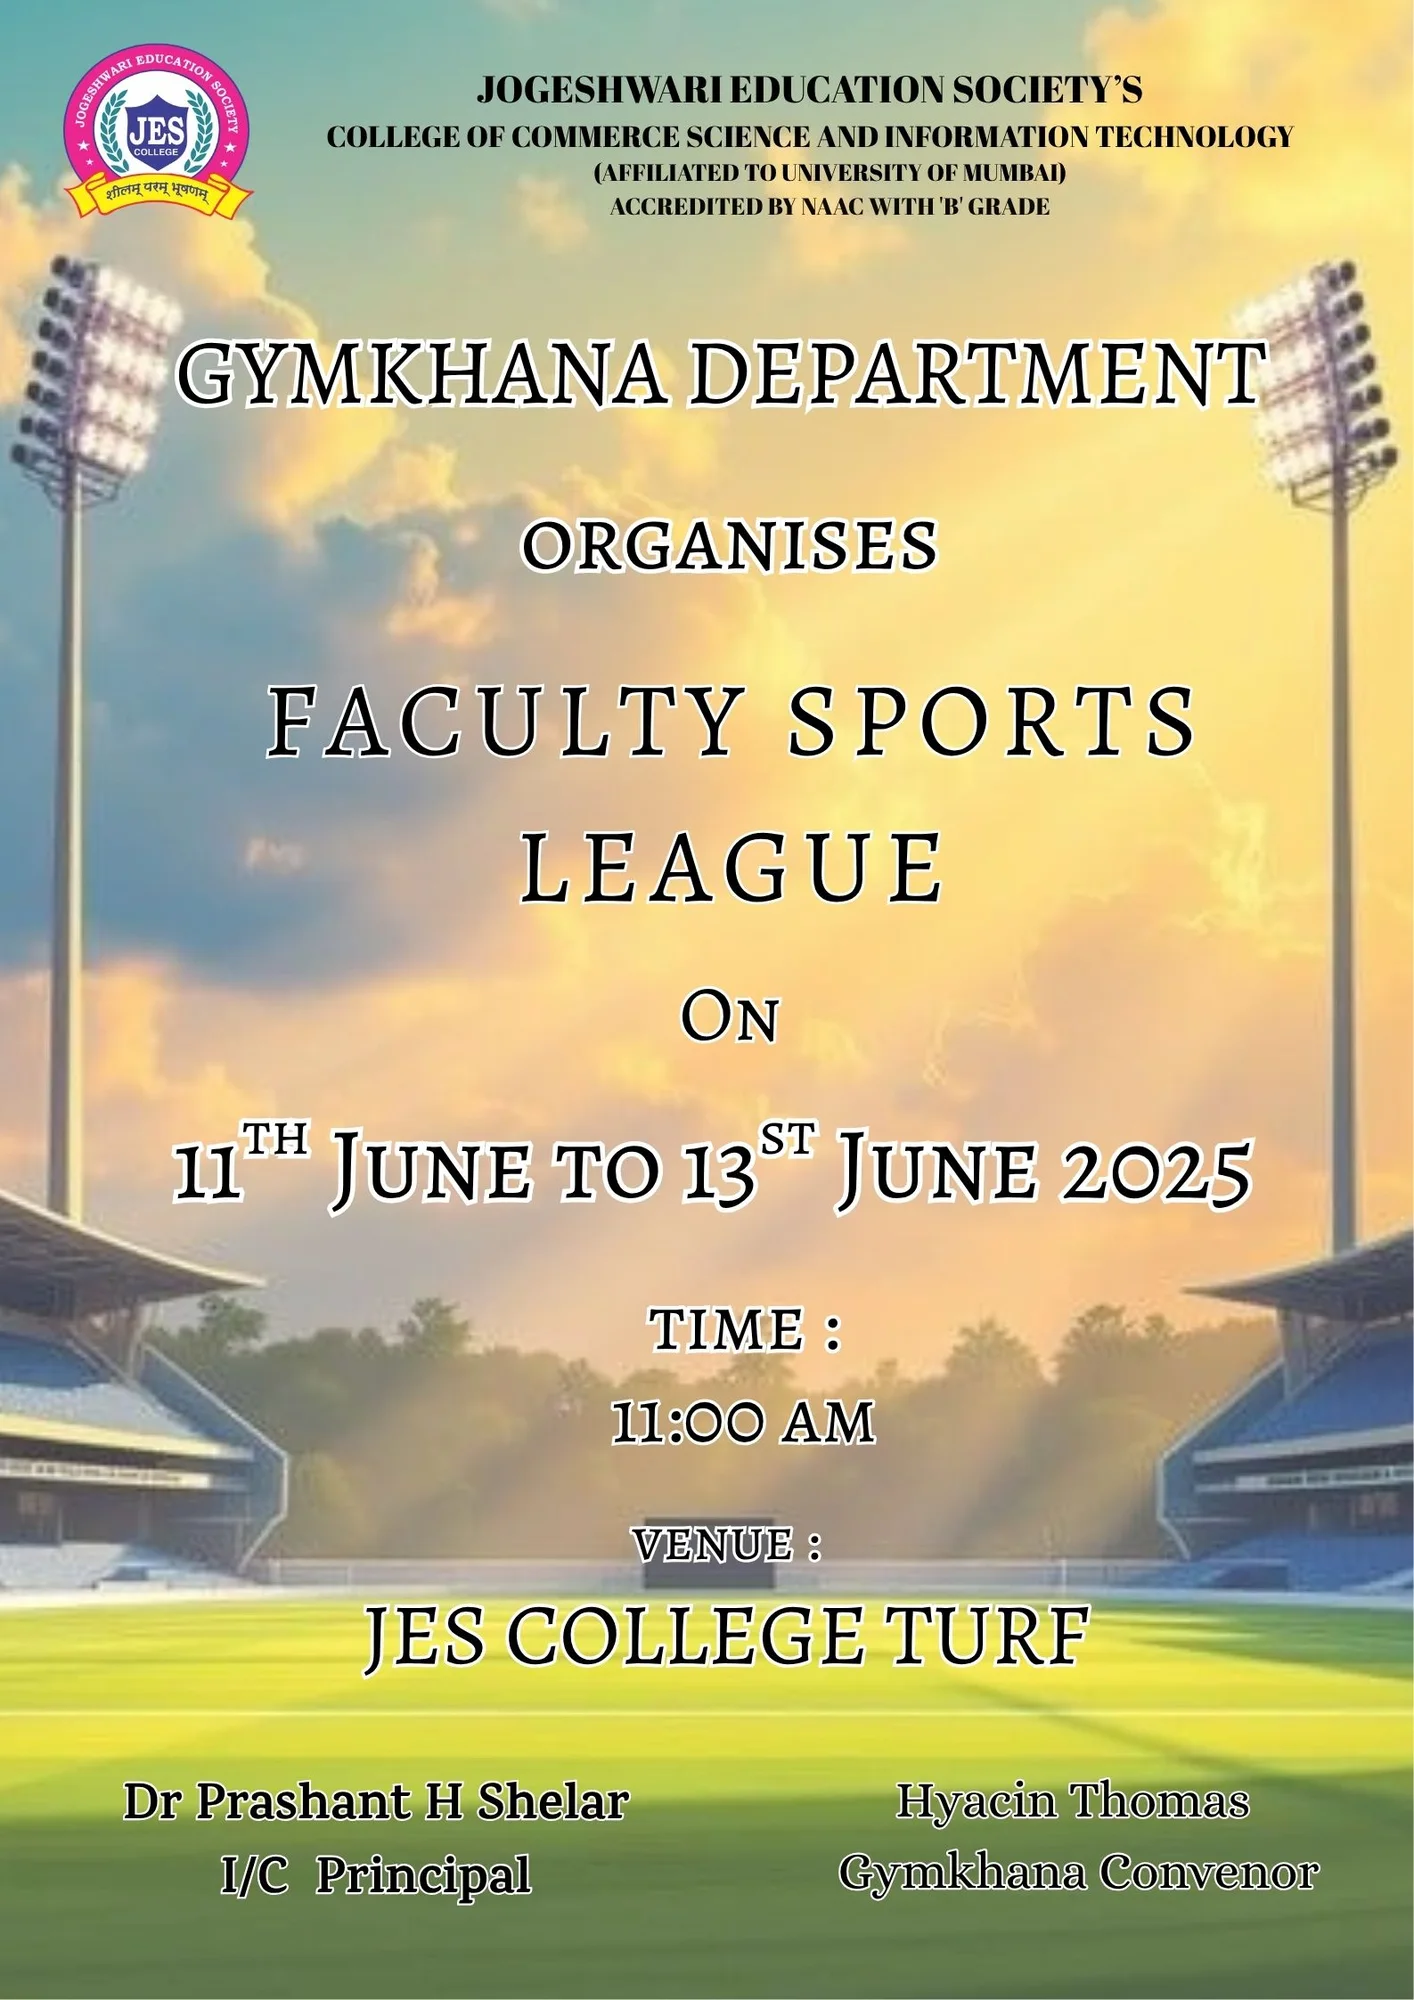 JOGESHWARI EDUCATION SOCIETY
JES
COLLEGE
शीलम् परम् भूषणम्
JOGESHWARI EDUCATION SOCIETY’S
COLLEGE OF COMMERCE SCIENCE AND INFORMATION TECHNOLOGY
(AFFILIATED TO UNIVERSITY OF MUMBAI)
ACCREDITED BY NAAC WITH 'B' GRADE
GYMKHANA DEPARTMENT
ORGANISES
FACULTY SPORTS
LEAGUE
ON
11TH JUNE TO 13ST JUNE 2025
TIME :
11:00 AM
VENUE :
JES COLLEGE TURF
Dr Prashant H Shelar
I/C Principal
Hyacin Thomas
Gymkhana Convenor